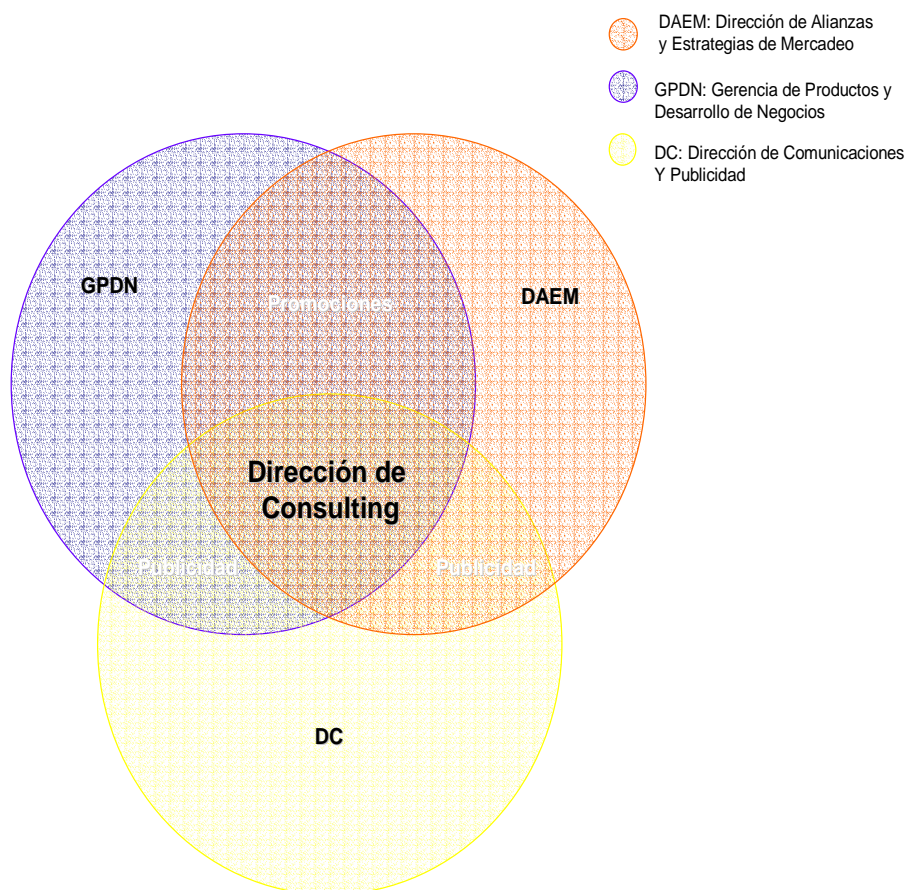 DAEM: Dirección de Alianzas
y Estrategias de Mercadeo
GPDN: Gerencia de Productos y
Desarrollo de Negocios
DC: Dirección de Comunicaciones
Y Publicidad
GPDN
Promociones
DAEM
Dirección de
Consulting
Publicidad
Publicidad
DC